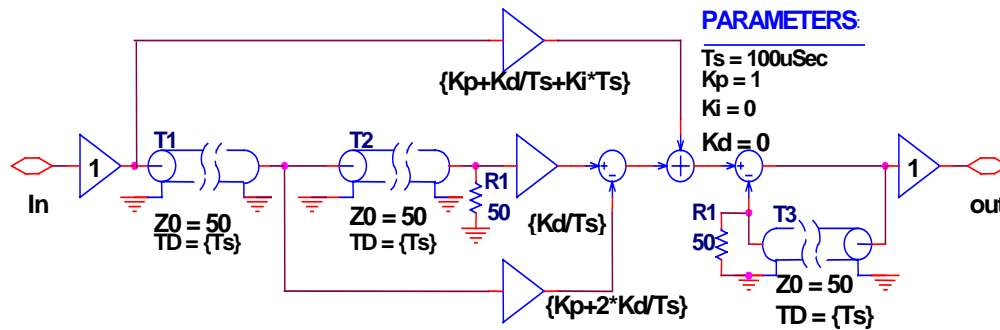 PARAMETERS:
Ts = 100uSec
Kp = 1
Ki = 0
Kd = 0
{Kp+Kd/Ts+Ki*Ts}
1
In
T1
Z0 = 50
TD = {Ts}
T2
Z0 = 50
TD = {Ts}
R1
50
{Kd/Ts}
{Kp+2*Kd/Ts}
+
-
+
+
-
R1
50
T3
Z0 = 50
TD = {Ts}
1
out